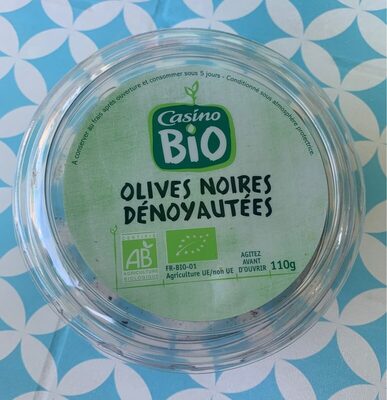 A conserver au frais après ouverture et consommer sous 5 jours - Conditionné sous atmosphère protectrice.
Casino
BiO
OLIVES NOIRES
DÉNOYAUTÉES
CERTIFIÉ
AB
AGRICULTURE
BIOLOGIQUE
FR-BIO-01
Agriculture UE/non UE
AGITEZ
AVANT
D'OUVRIR
110g